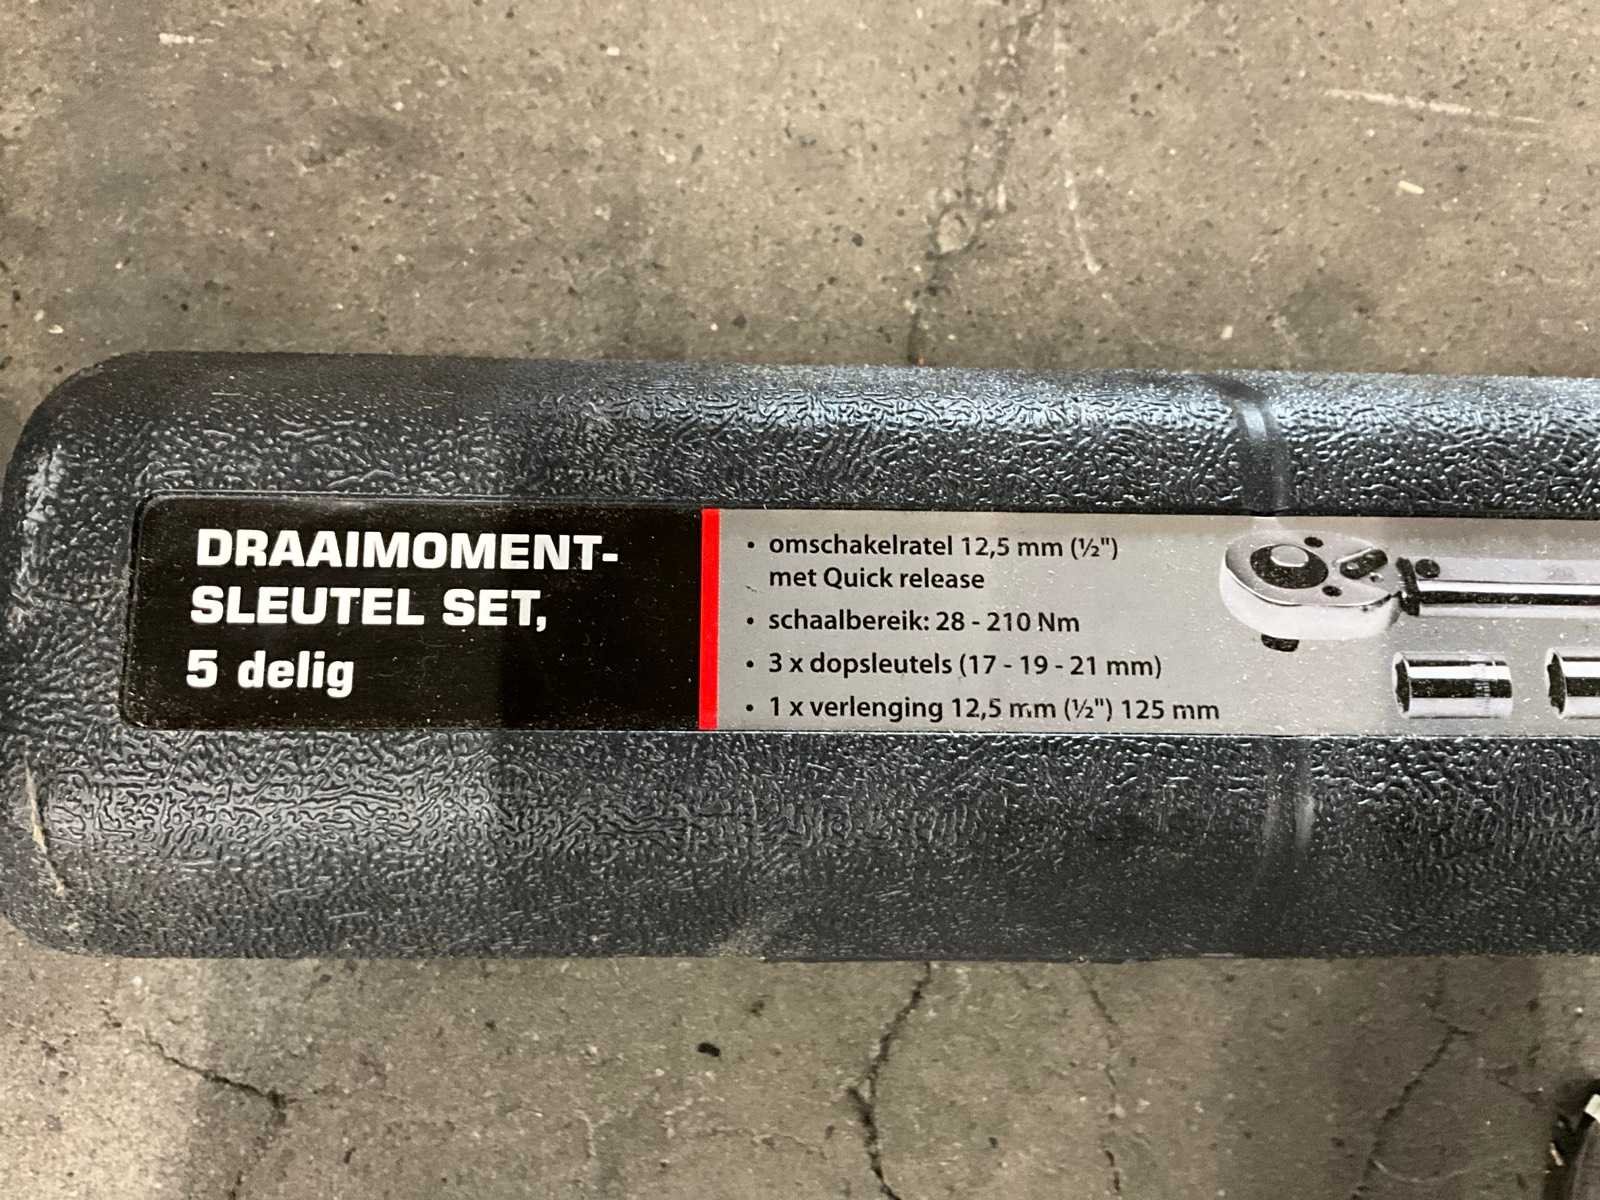 DRAAIMOMENT-
SLEUTEL SET,
5 delig
• omschakelratel 12,5 mm (½")
met Quick release
• schaalbereik: 28 - 210 Nm
• 3 x dopsleutels (17 - 19 - 21 mm)
• 1 x verlenging 12,5 mm (½") 125 mm